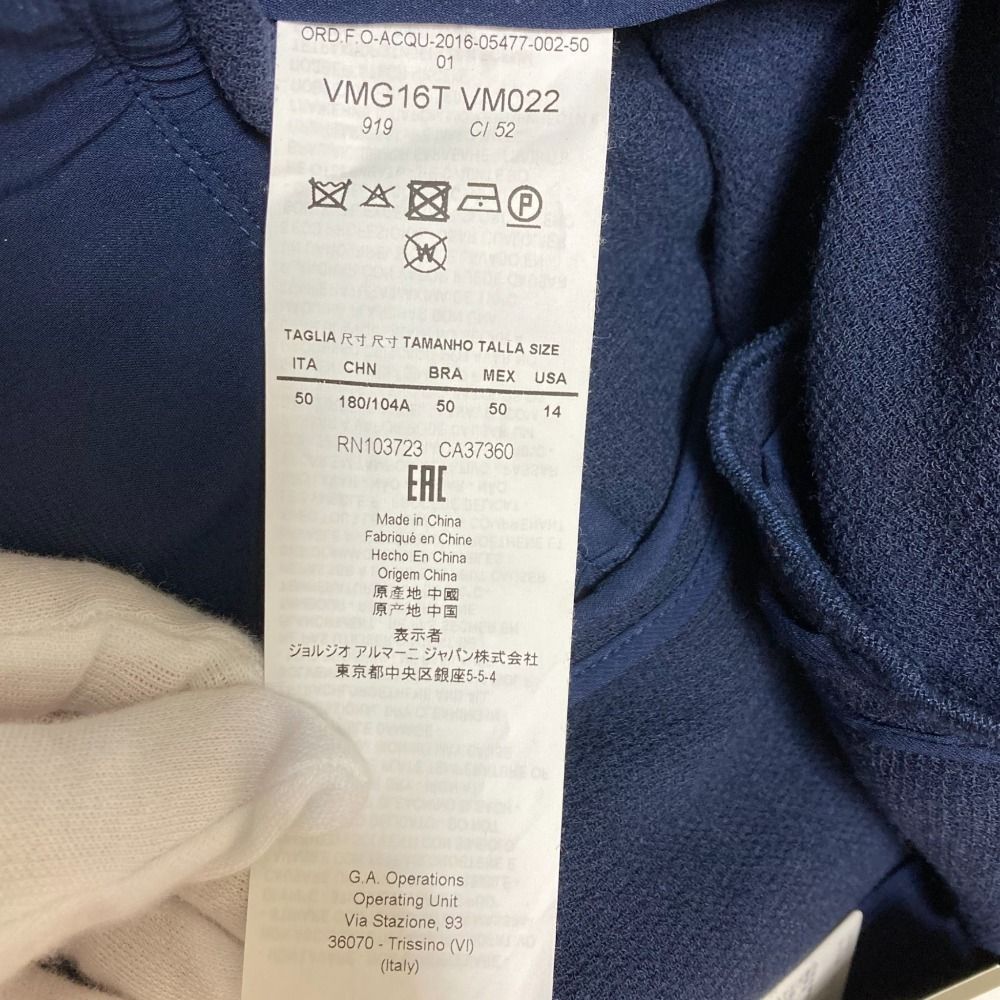 ORD.F.O-ACQU-2016-05477-002-50
01
VMG16T VM022
919 C/ 52
P
W
TAGLIA 尺寸 尺寸 TAMANHO TALLA SIZE
ITA CHN BRA MEX USA
50 180/104A 50 50 14
RN103723 CA37360
EAC
Made in China
Fabriqué en Chine
Hecho En China
Origem China
原產地 中國
原产地 中国
表示者
ジョルジオ アルマーニ ジャパン株式会社
東京都中央区銀座5-5-4
G.A. Operations
Operating Unit
Via Stazione, 93
36070 - Trissino (VI)
(Italy)